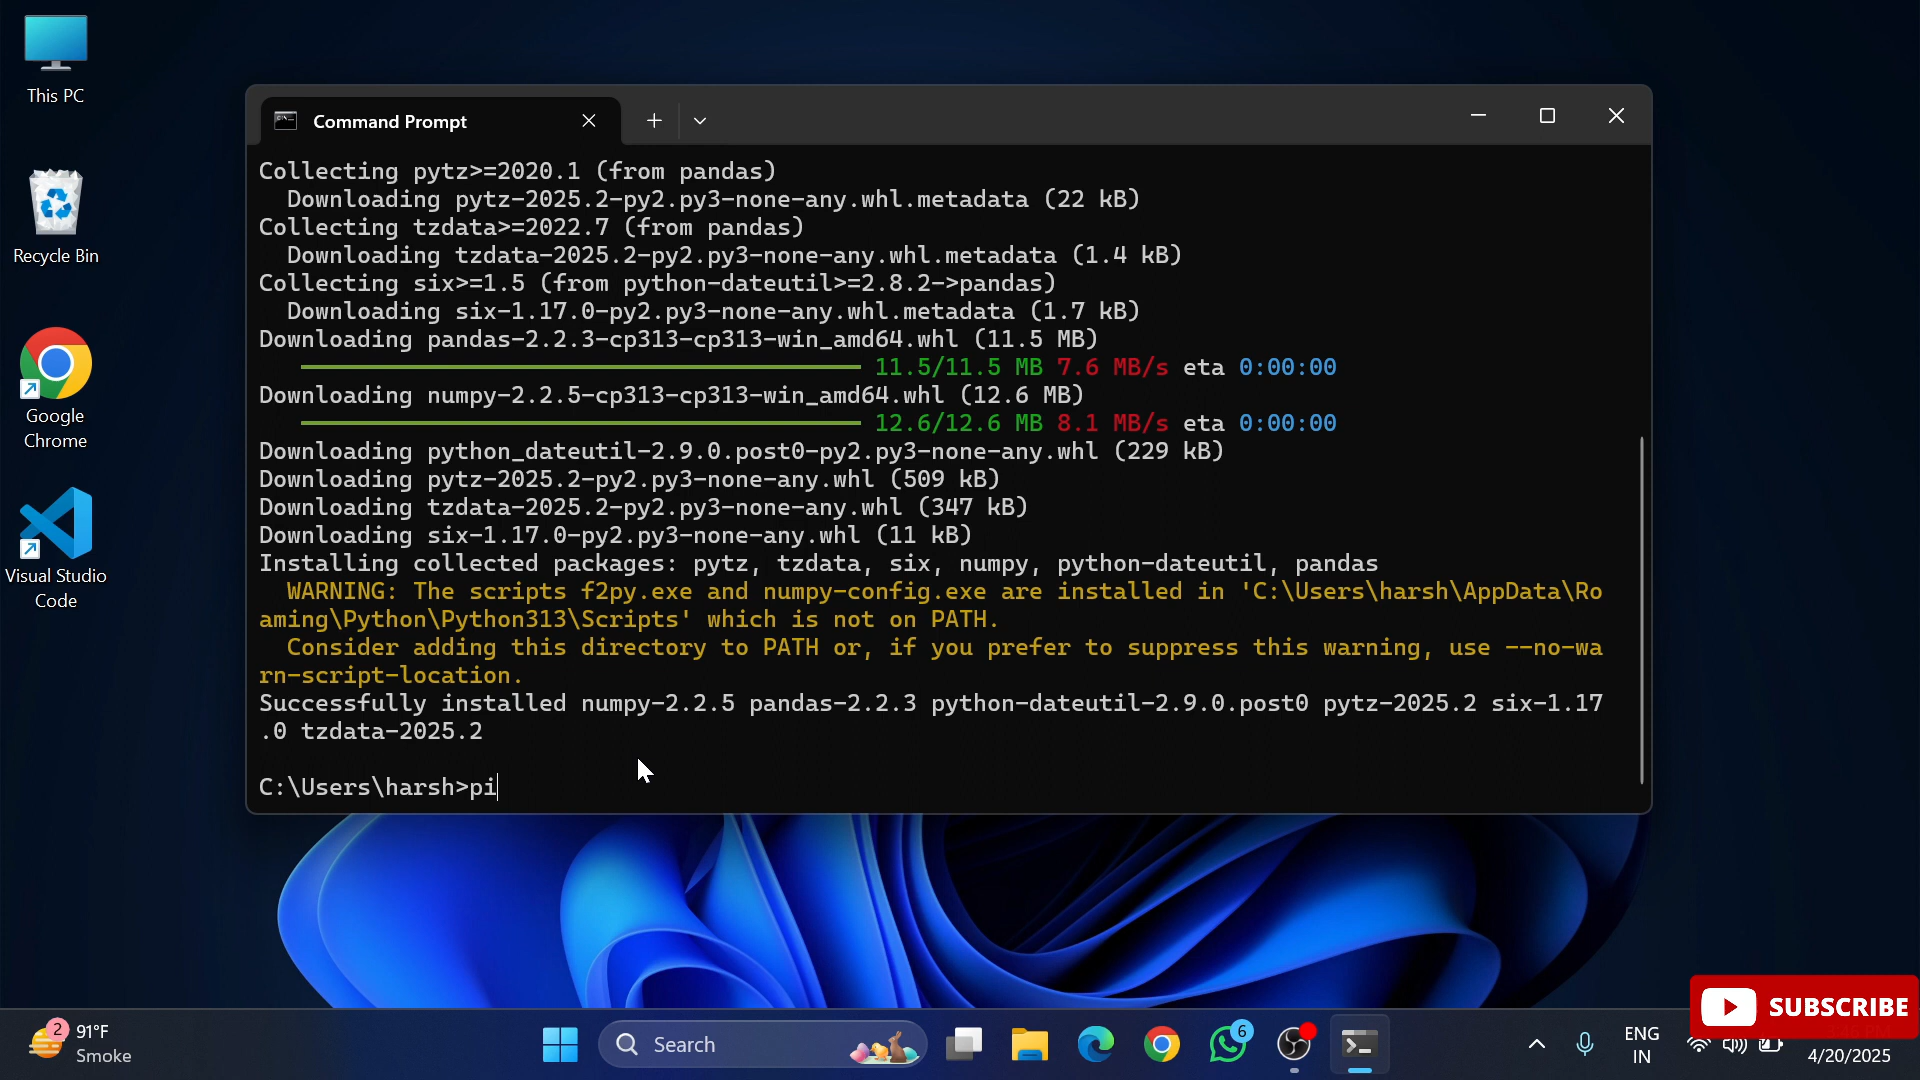 This PC
Recycle Bin
Google
Chrome
Visual Studio
Code
Command Prompt
Collecting pytz>=2020.1 (from pandas)
  Downloading pytz-2025.2-py2.py3-none-any.whl.metadata (22 kB)
Collecting tzdata>=2022.7 (from pandas)
  Downloading tzdata-2025.2-py2.py3-none-any.whl.metadata (1.4 kB)
Collecting six>=1.5 (from python-dateutil>=2.8.2->pandas)
  Downloading six-1.17.0-py2.py3-none-any.whl.metadata (1.7 kB)
Downloading pandas-2.2.3-cp313-cp313-win_amd64.whl (11.5 MB)
11.5/11.5 MB 7.6 MB/s eta 0:00:00
Downloading numpy-2.2.5-cp313-cp313-win_amd64.whl (12.6 MB)
12.6/12.6 MB 8.1 MB/s eta 0:00:00
Downloading python_dateutil-2.9.0.post0-py2.py3-none-any.whl (229 kB)
Downloading pytz-2025.2-py2.py3-none-any.whl (509 kB)
Downloading tzdata-2025.2-py2.py3-none-any.whl (347 kB)
Downloading six-1.17.0-py2.py3-none-any.whl (11 kB)
Installing collected packages: pytz, tzdata, six, numpy, python-dateutil, pandas
  WARNING: The scripts f2py.exe and numpy-config.exe are installed in 'C:\Users\harsh\AppData\Ro
aming\Python\Python313\Scripts' which is not on PATH.
  Consider adding this directory to PATH or, if you prefer to suppress this warning, use --no-wa
rn-script-location.
Successfully installed numpy-2.2.5 pandas-2.2.3 python-dateutil-2.9.0.post0 pytz-2025.2 six-1.17
.0 tzdata-2025.2
C:\Users\harsh>pi
SUBSCRIBE
2
91°F
Smoke
Search
6
ENG
IN
4/20/2025